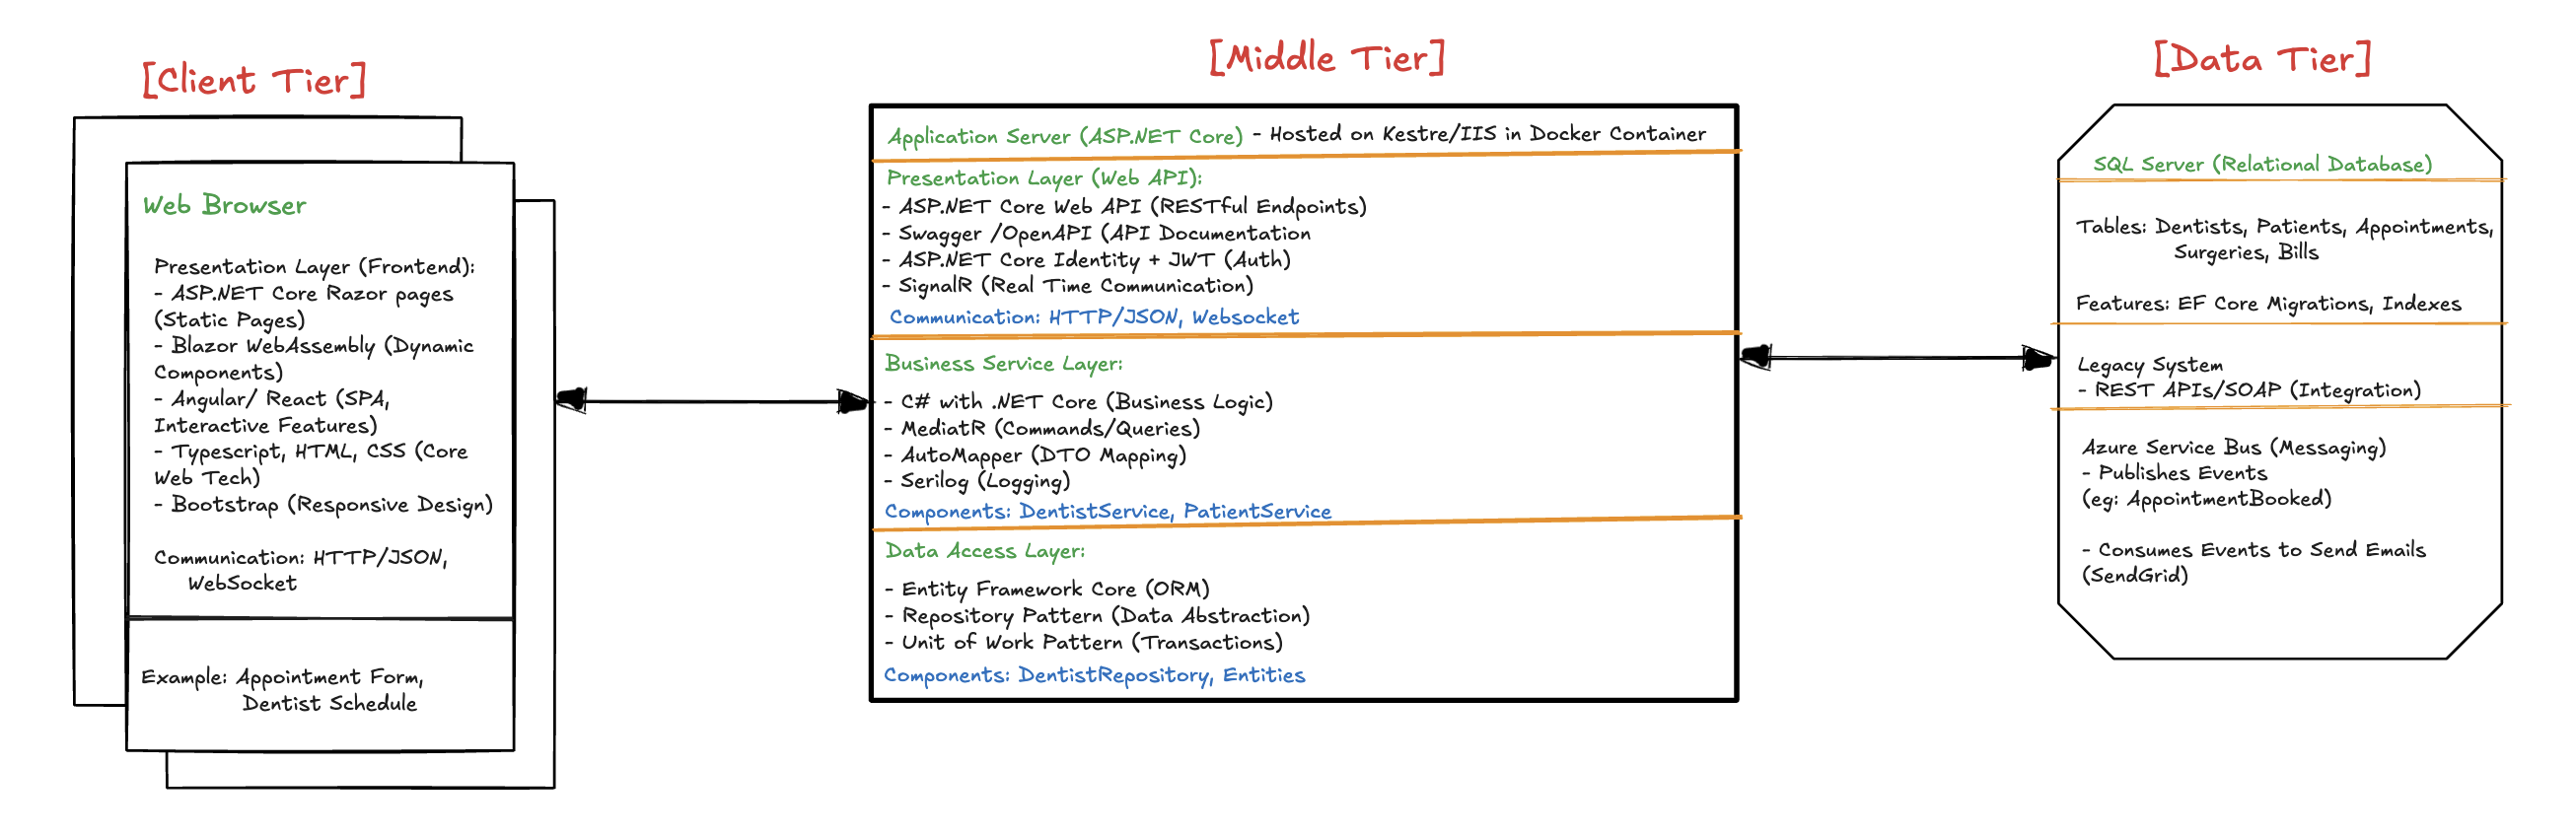 [Client Tier]
Web Browser
Presentation Layer (Frontend):
- ASP.NET Core Razor pages
(Static Pages)
- Blazor WebAssembly (Dynamic
Components)
- Angular/ React (SPA,
Interactive Features)
- Typescript, HTML, CSS (Core
Web Tech)
- Bootstrap (Responsive Design)
Communication: HTTP/JSON,
WebSocket
Example: Appointment Form,
Dentist Schedule
[Middle Tier]
Application Server (ASP.NET Core) - Hosted on Kestre/IIS in Docker Container
Presentation Layer (Web API):
- ASP.NET Core Web API (RESTful Endpoints)
- Swagger /OpenAPI (API Documentation
- ASP.NET Core Identity + JWT (Auth)
- SignalR (Real Time Communication)
Communication: HTTP/JSON, Websocket
Business Service Layer:
- C# with .NET Core (Business Logic)
- MediatR (Commands/Queries)
- AutoMapper (DTO Mapping)
- Serilog (Logging)
Components: DentistService, PatientService
Data Access Layer:
- Entity Framework Core (ORM)
- Repository Pattern (Data Abstraction)
- Unit of Work Pattern (Transactions)
Components: DentistRepository, Entities
[Data Tier]
SQL Server (Relational Database)
Tables: Dentists, Patients, Appointments,
Surgeries, Bills
Features: EF Core Migrations, Indexes
Legacy System
- REST APIs/SOAP (Integration)
Azure Service Bus (Messaging)
- Publishes Events
(eg: AppointmentBooked)
- Consumes Events to Send Emails
(SendGrid)